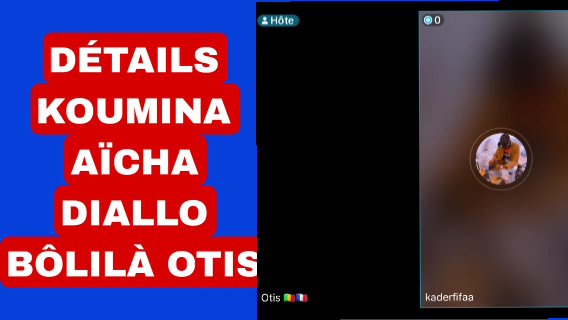 DÉTAILS
KOUMINA
AÏCHA
DIALLO
BÔLILÀ OTIS
Hôte
0
Otis 🇬🇳🇫🇷
kaderfifaa